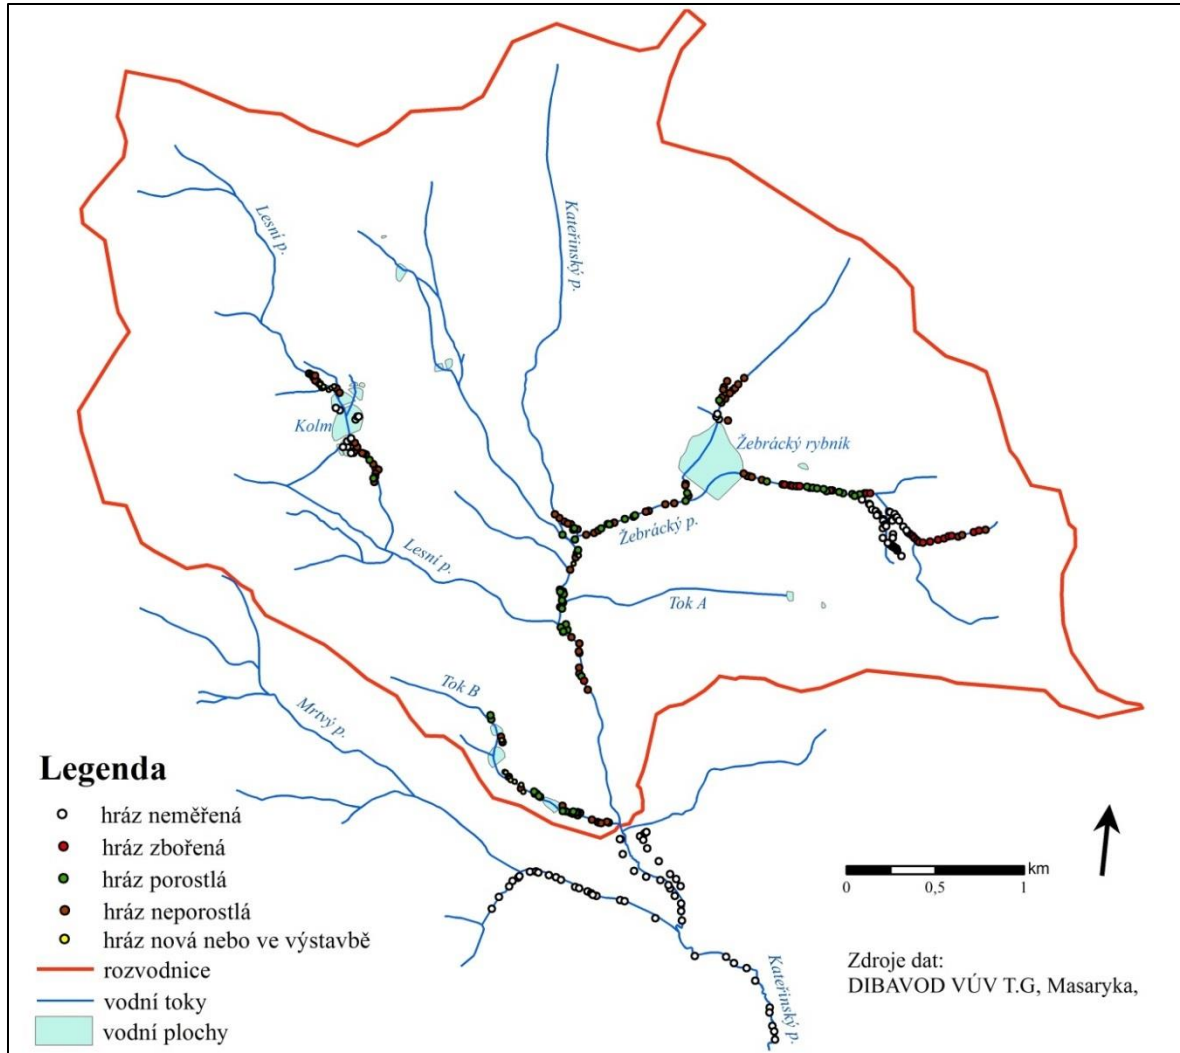 Lesní p.
Kateřinský p.
Kolm
Žebrácký rybník
Žebrácký p.
Lesní p.
Tok A
Tok B
Mrtvý p.
Kateřinský p.
Legenda
hráz neměřená
hráz zbořená
hráz porostlá
hráz neporostlá
hráz nová nebo ve výstavbě
rozvodnice
vodní toky
vodní plochy
km
0 0,5 1
Zdroje dat:
DIBAVOD VÚV T.G, Masaryka,